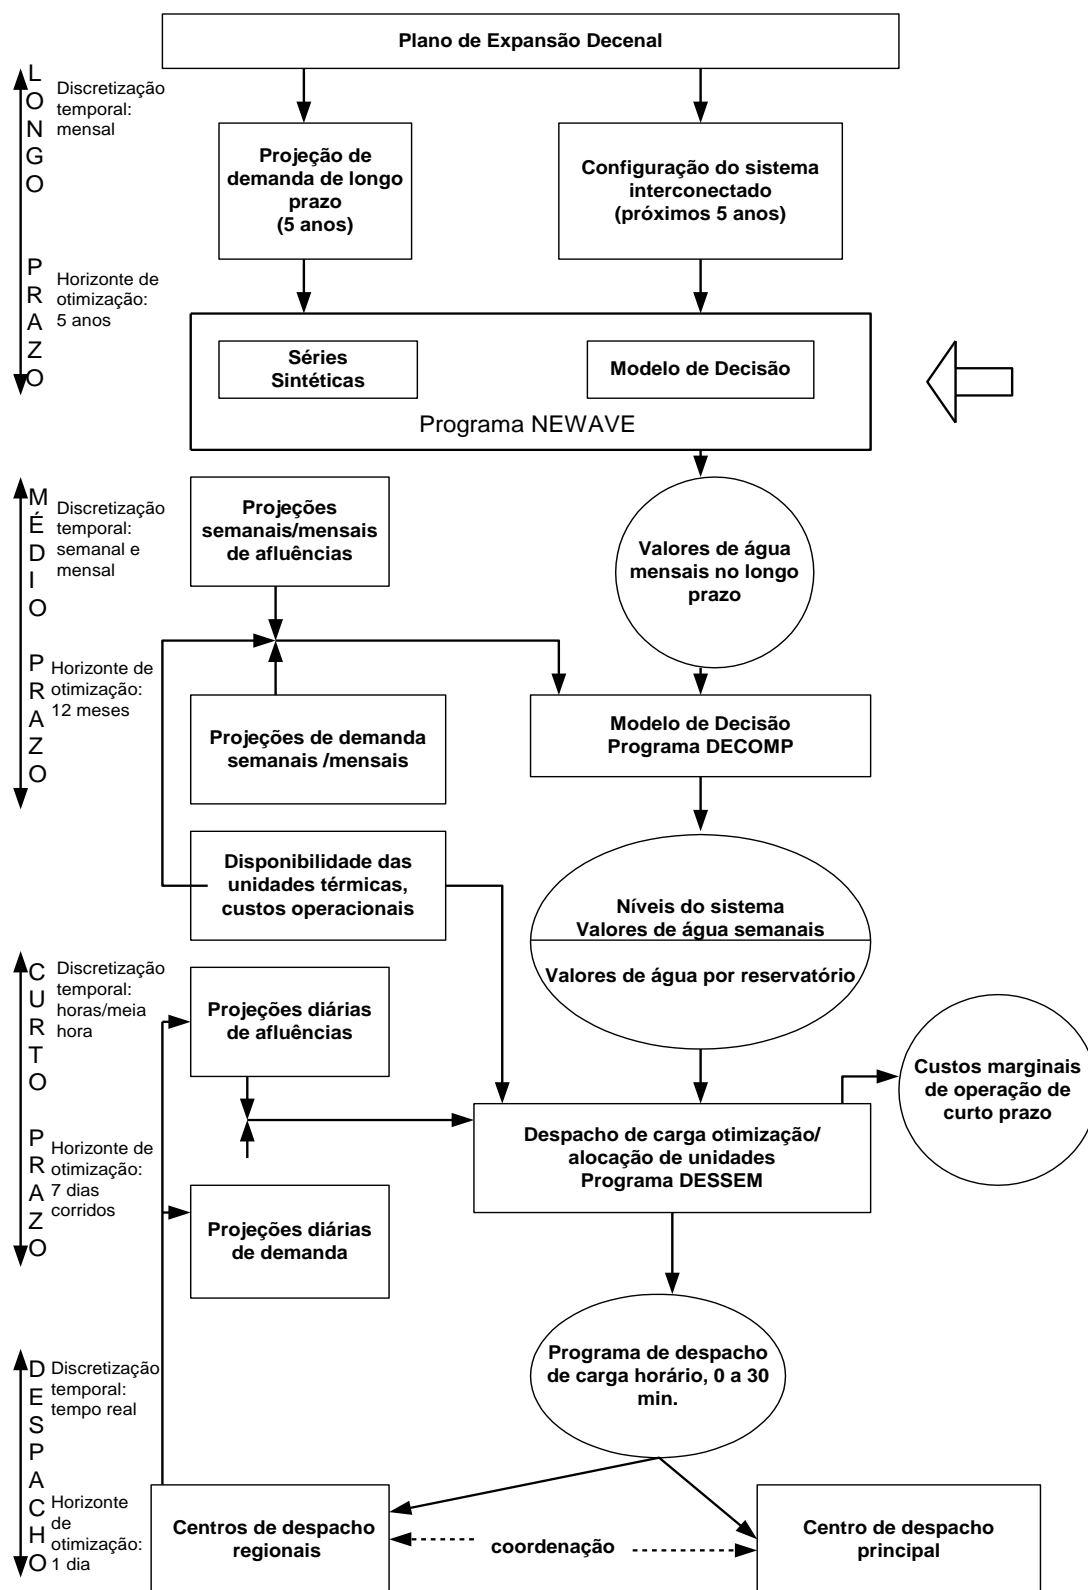 Plano de Expansão Decenal
LONGO PRAZO
Discretização
temporal:
mensal
Projeção de
demanda de longo
prazo
(5 anos)
Configuração do sistema
interconectado
(próximos 5 anos)
Horizonte de
otimização:
5 anos
Séries
Sintéticas
Modelo de Decisão
Programa NEWAVE
MÉDIO PRAZO
Discretização
temporal:
semanal e
mensal
Projeções
semanais/mensais
de afluências
Valores de água
mensais no longo
prazo
Horizonte de
otimização:
12 meses
Projeções de demanda
semanais /mensais
Modelo de Decisão
Programa DECOMP
Disponibilidade das
unidades térmicas,
custos operacionais
Níveis do sistema
Valores de água semanais
Valores de água por reservatório
CURTO PRAZO
Discretização
temporal:
horas/meia
hora
Projeções diárias
de afluências
Custos marginais
de operação de
curto prazo
Horizonte de
otimização:
7 dias
corridos
Despacho de carga otimização/
alocação de unidades
Programa DESSEM
Projeções diárias
de demanda
Programa de despacho
de carga horário, 0 a 30
min.
DESPACHO
Discretização
temporal:
tempo real
Horizonte
de
otimização:
1 dia
Centros de despacho
regionais
coordenação
Centro de despacho
principal